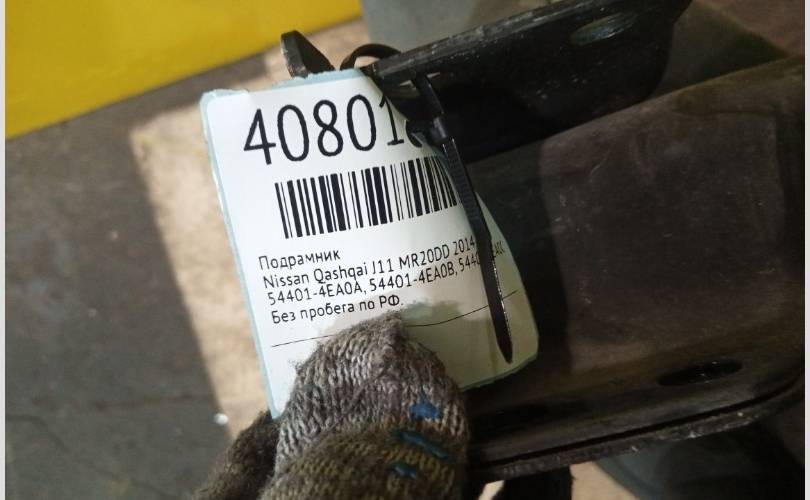 40801
Подрамник
Nissan Qashqai J11 MR20DD 2014
54401-4EA0A, 54401-4EA0B,
Без пробега по РФ.